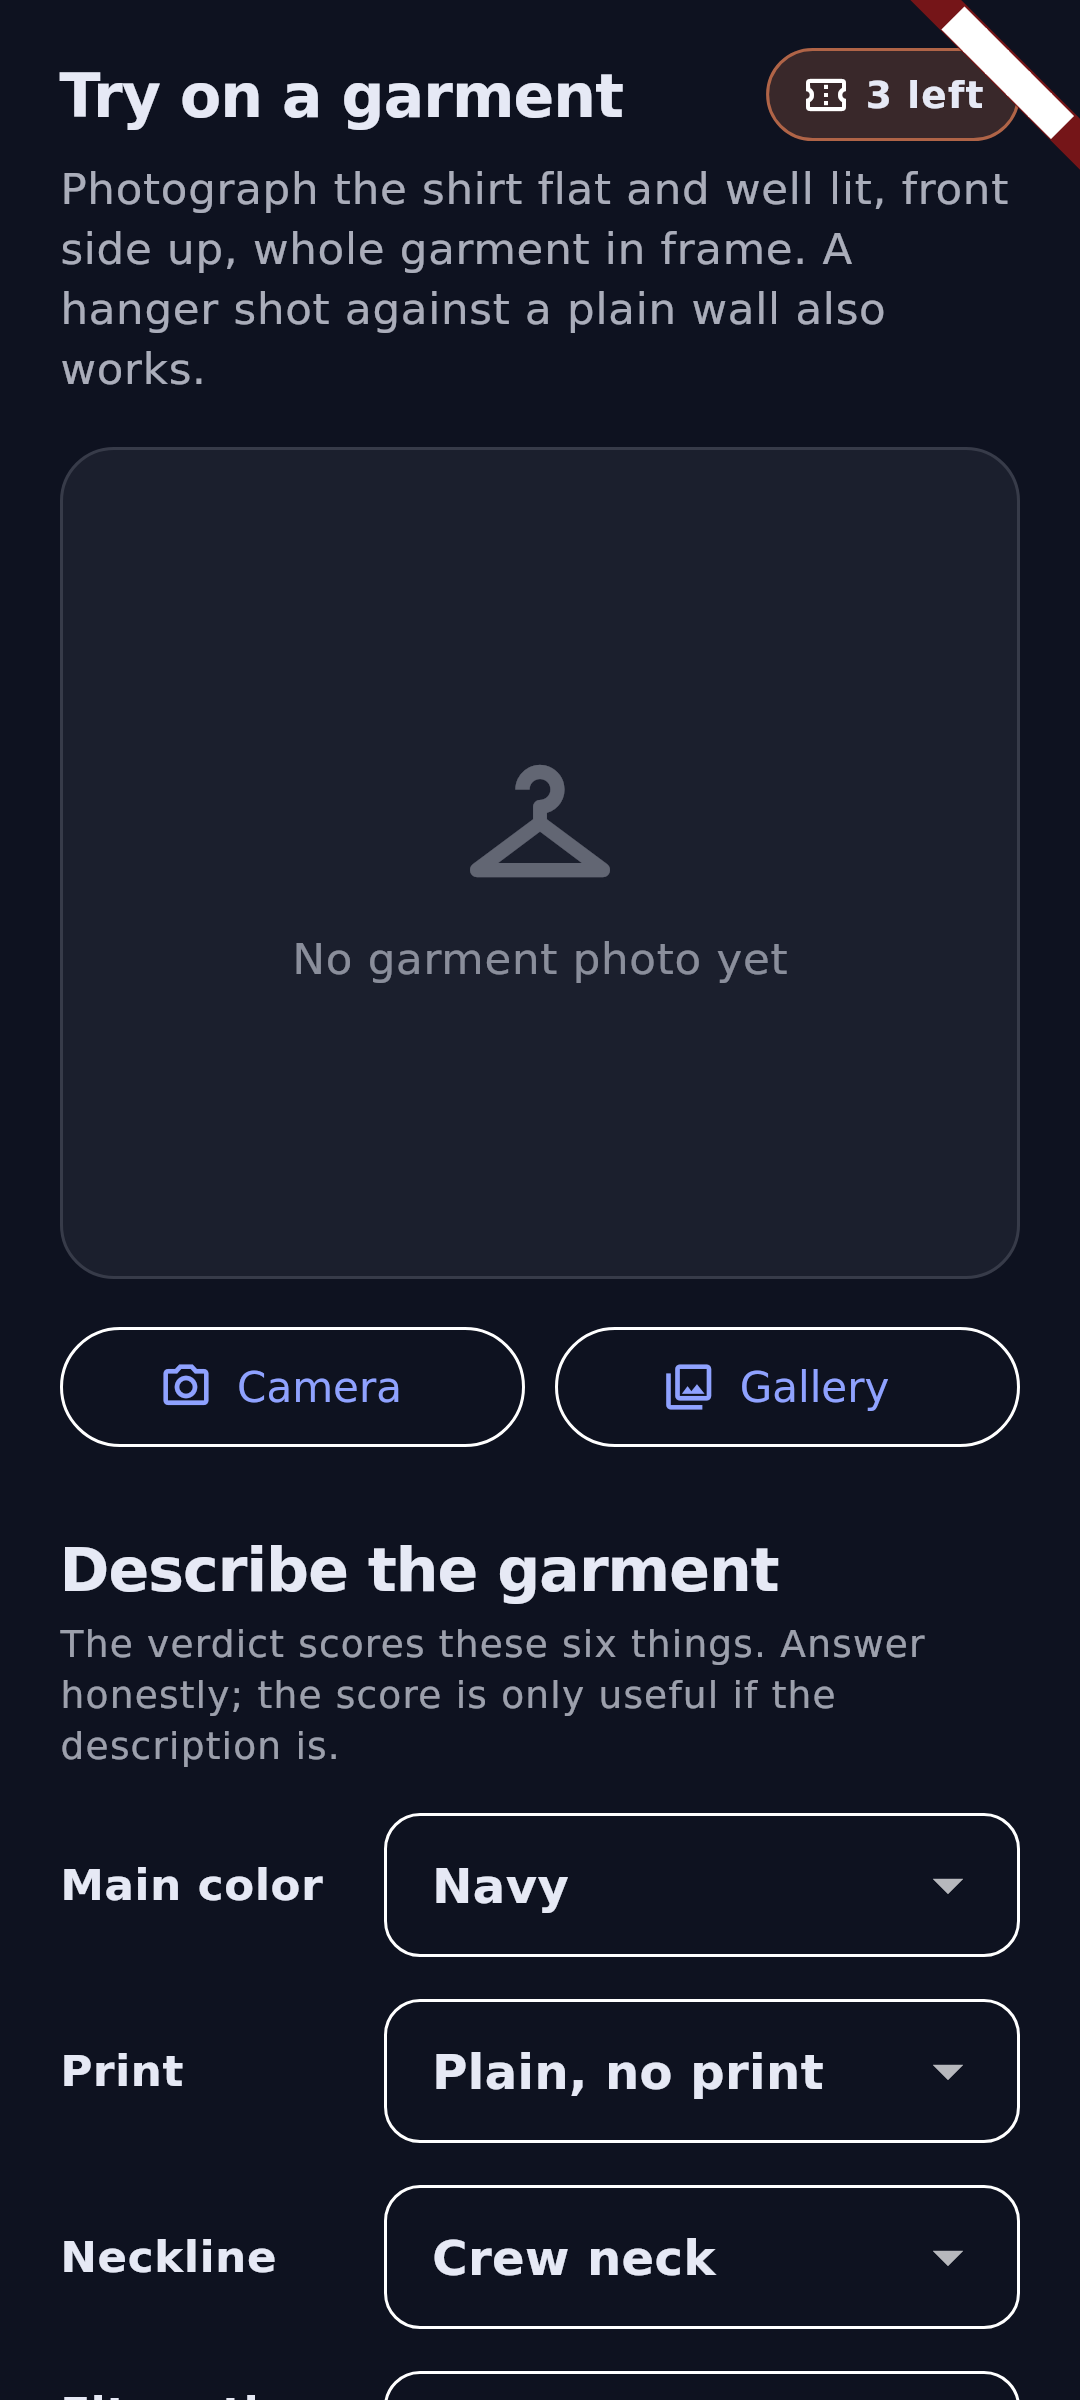 Try on a garment
3 left
Photograph the shirt flat and well lit, front
side up, whole garment in frame. A
hanger shot against a plain wall also
works.
No garment photo yet
Camera
Gallery
Describe the garment
The verdict scores these six things. Answer
honestly; the score is only useful if the
description is.
Main color
Navy
Print
Plain, no print
Neckline
Crew neck